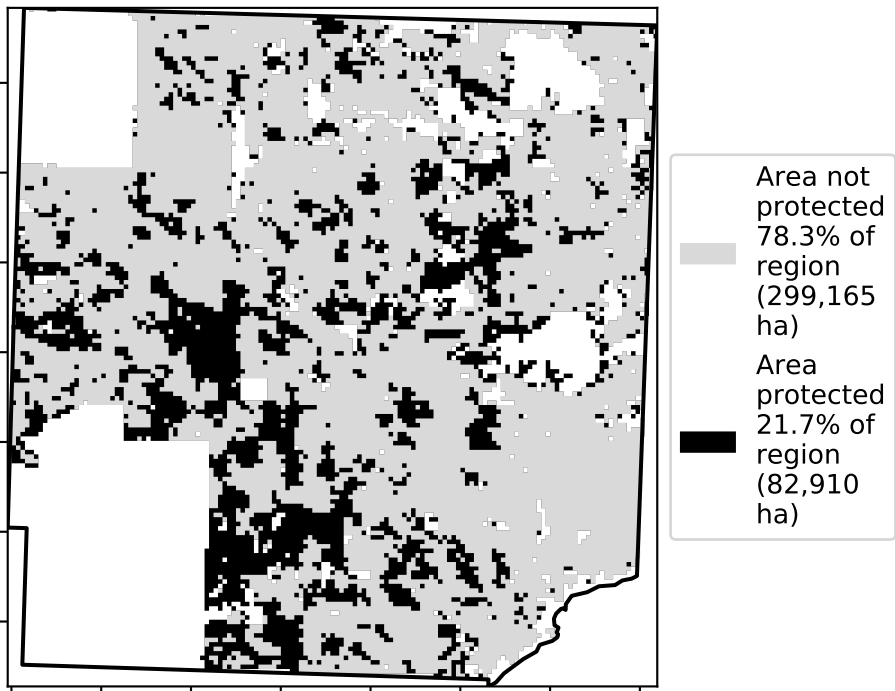 Area not
protected
78.3% of
region
(299,165
ha)
Area
protected
21.7% of
region
(82,910
ha)